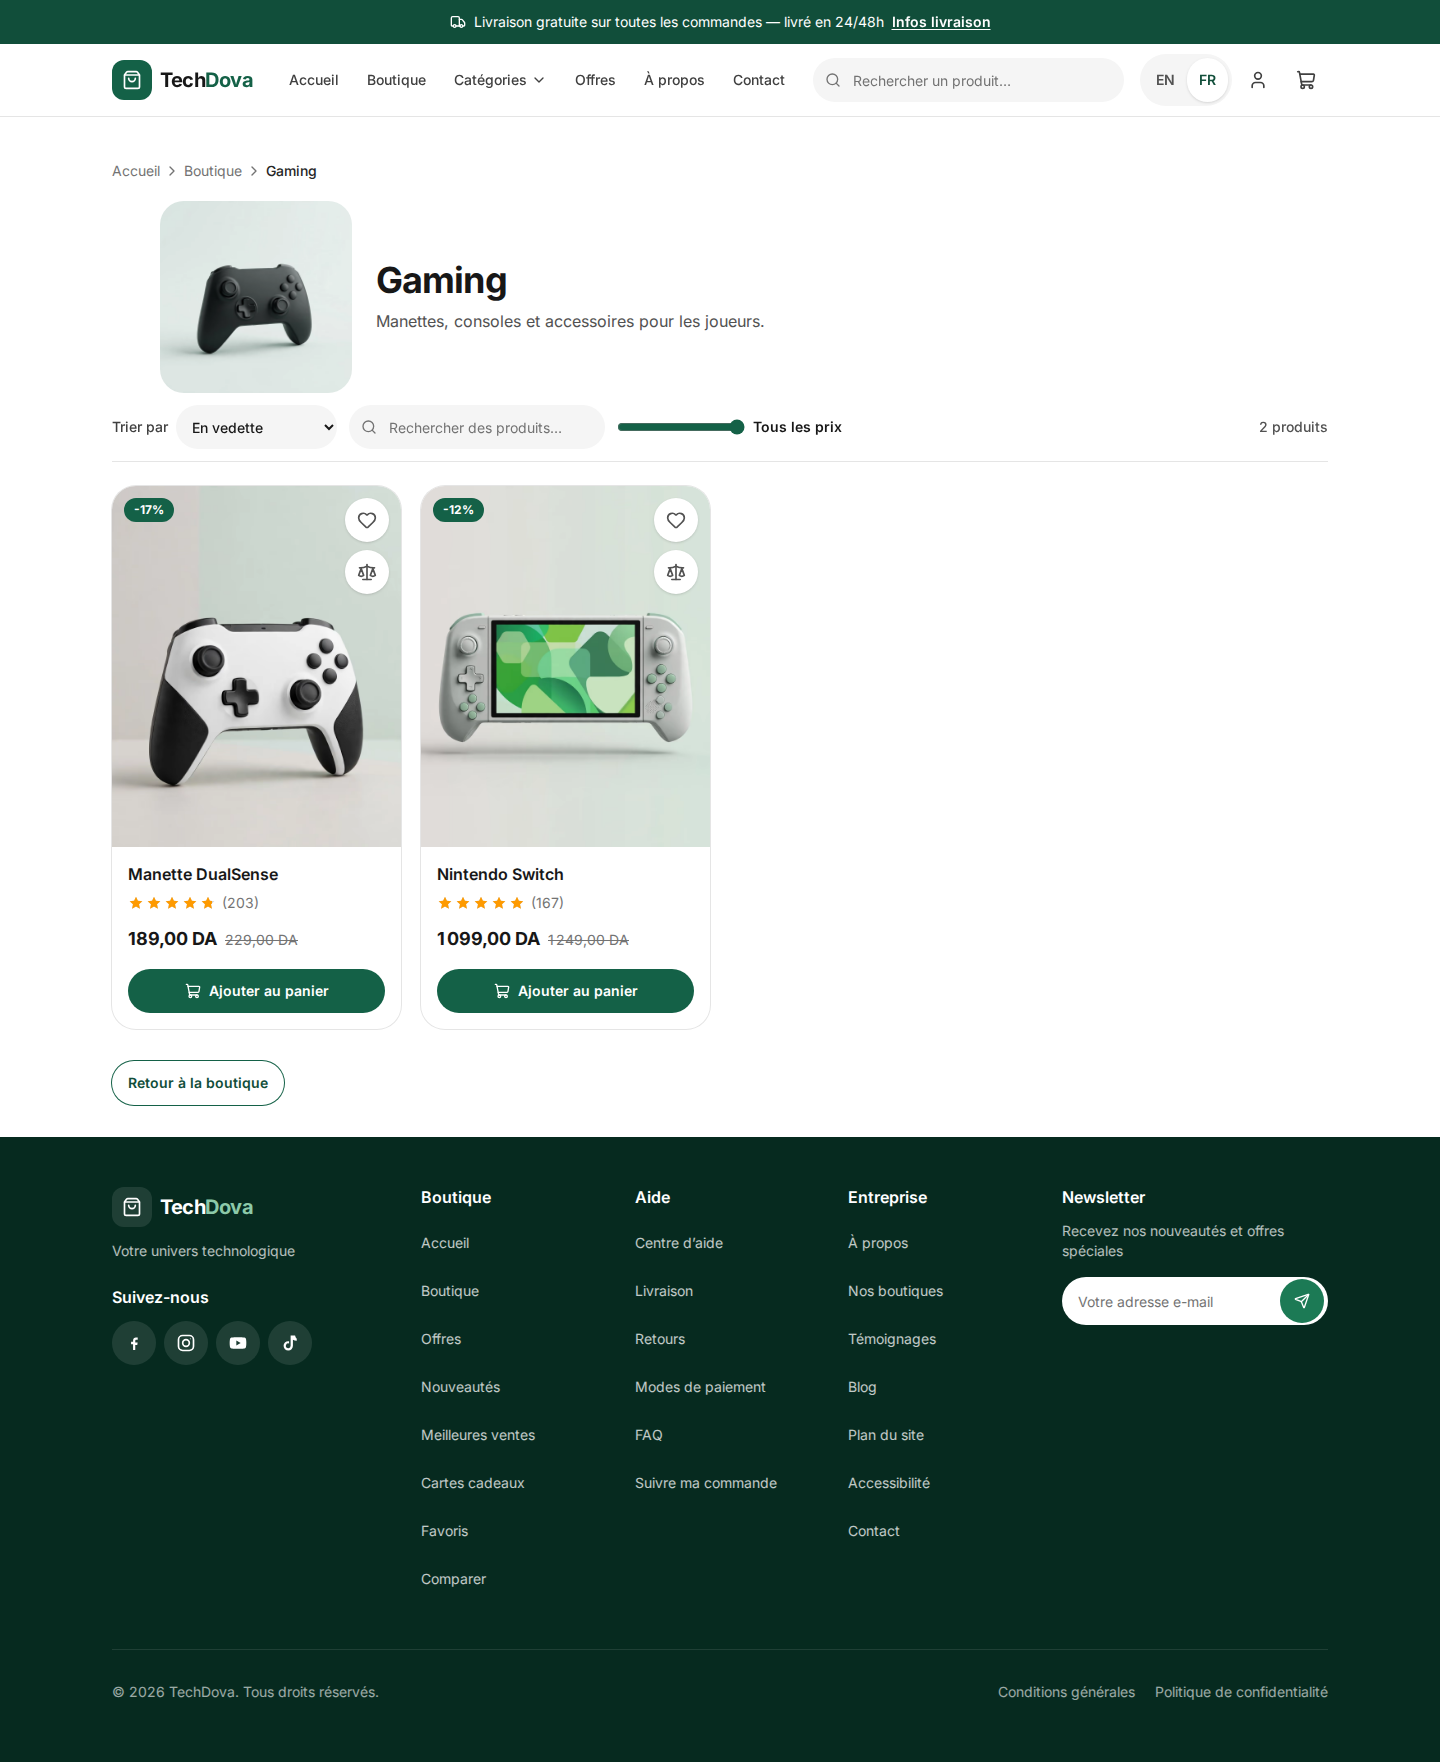 Livraison gratuite sur toutes les commandes — livré en 24/48h Infos livraison
TechDova Accueil Boutique Catégories Offres À propos Contact Rechercher un produit... EN FR
Accueil Boutique Gaming
Gaming
Manettes, consoles et accessoires pour les joueurs.
Trier par En vedette Rechercher des produits... Tous les prix 2 produits
-17%
-12%
Manette DualSense
(203)
189,00 DA 229,00 DA
Ajouter au panier
Nintendo Switch
(167)
1 099,00 DA 1 249,00 DA
Ajouter au panier
Retour à la boutique
TechDova
Votre univers technologique
Suivez-nous
Boutique
Accueil
Boutique
Offres
Nouveautés
Meilleures ventes
Cartes cadeaux
Favoris
Comparer
Aide
Centre d’aide
Livraison
Retours
Modes de paiement
FAQ
Suivre ma commande
Entreprise
À propos
Nos boutiques
Témoignages
Blog
Plan du site
Accessibilité
Contact
Newsletter
Recevez nos nouveautés et offres
spéciales
Votre adresse e-mail
© 2026 TechDova. Tous droits réservés.
Conditions générales Politique de confidentialité